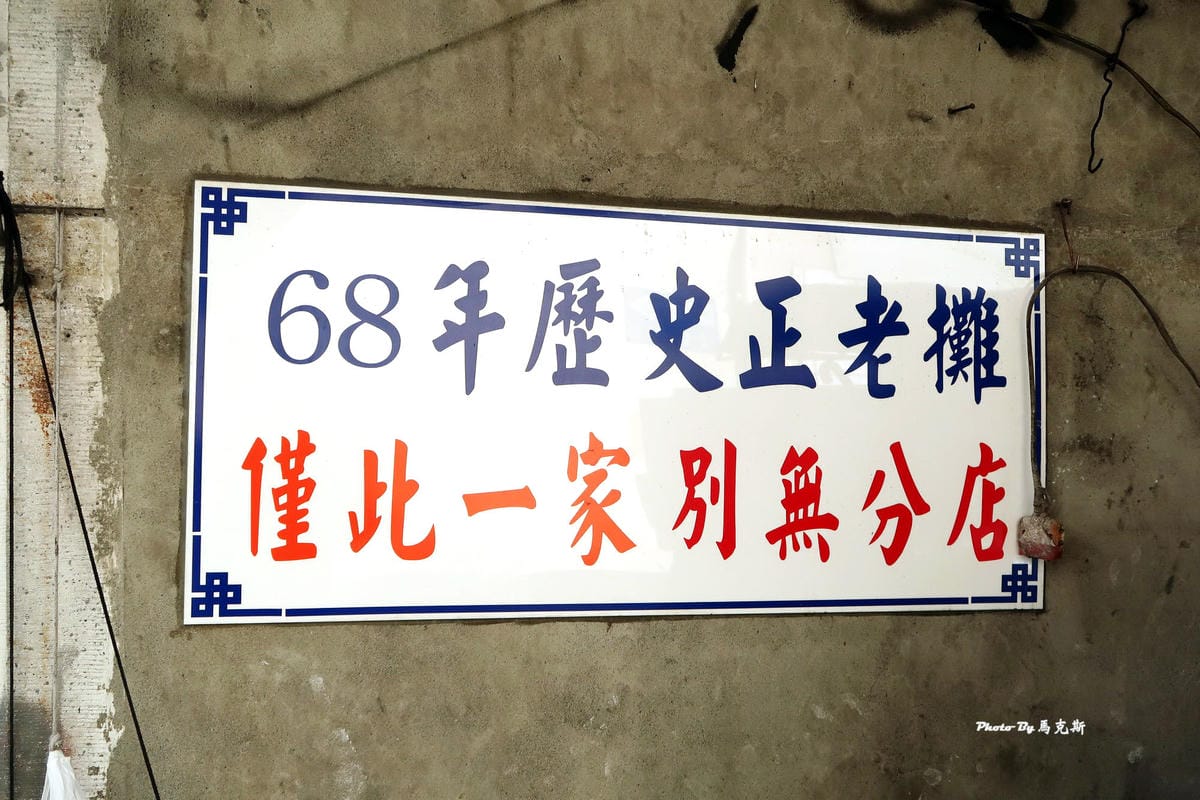 68年歷史正老攤
僅此一家別無分店
Photo By 馬克斯